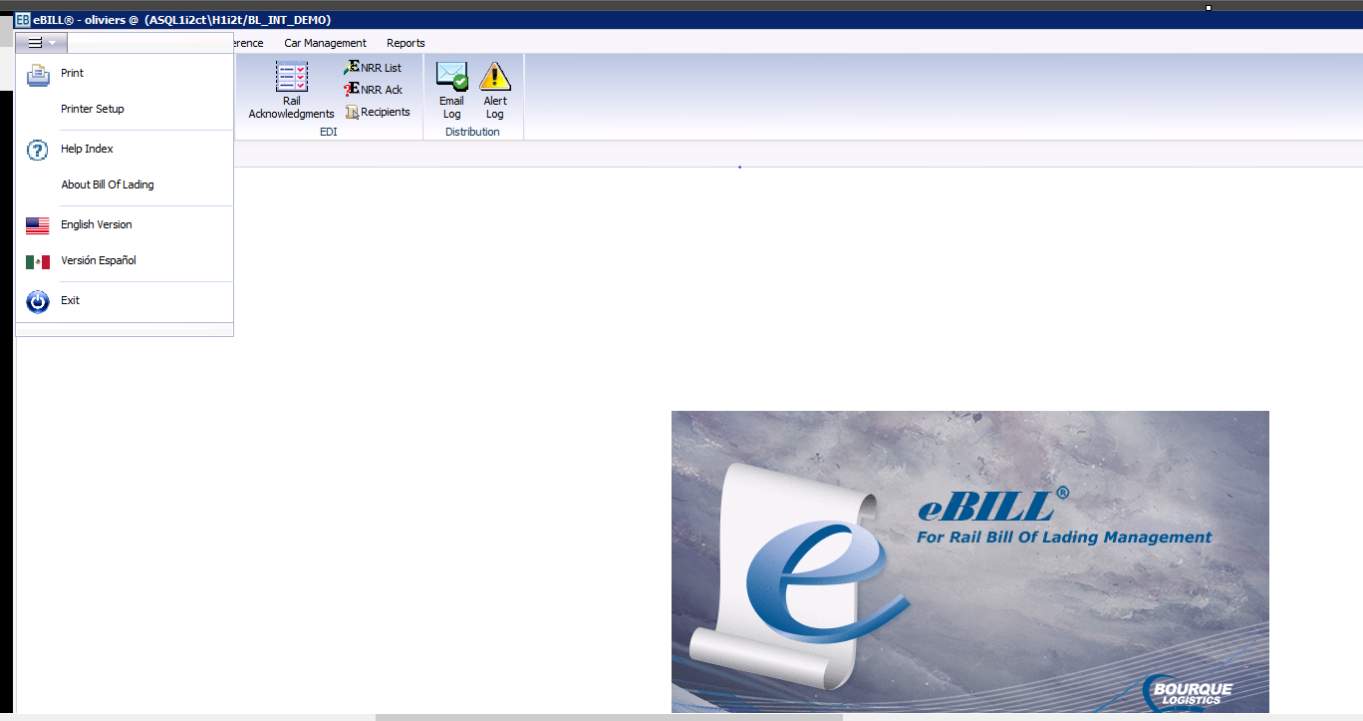 EB eBILL® - oliviers @ (ASQL1i2ct\H1i2t/BL_INT_DEMO)
Car Management Reports
Print
Printer Setup
Help Index
About Bill Of Lading
English Version
Versión Español
Exit
Rail
Acknowledgments
NRR List
NRR Ack
Recipients
EDI
Email
Log
Alert
Log
Distribution
eBILL®
For Rail Bill Of Lading Management
BOURQUE
LOGISTICS